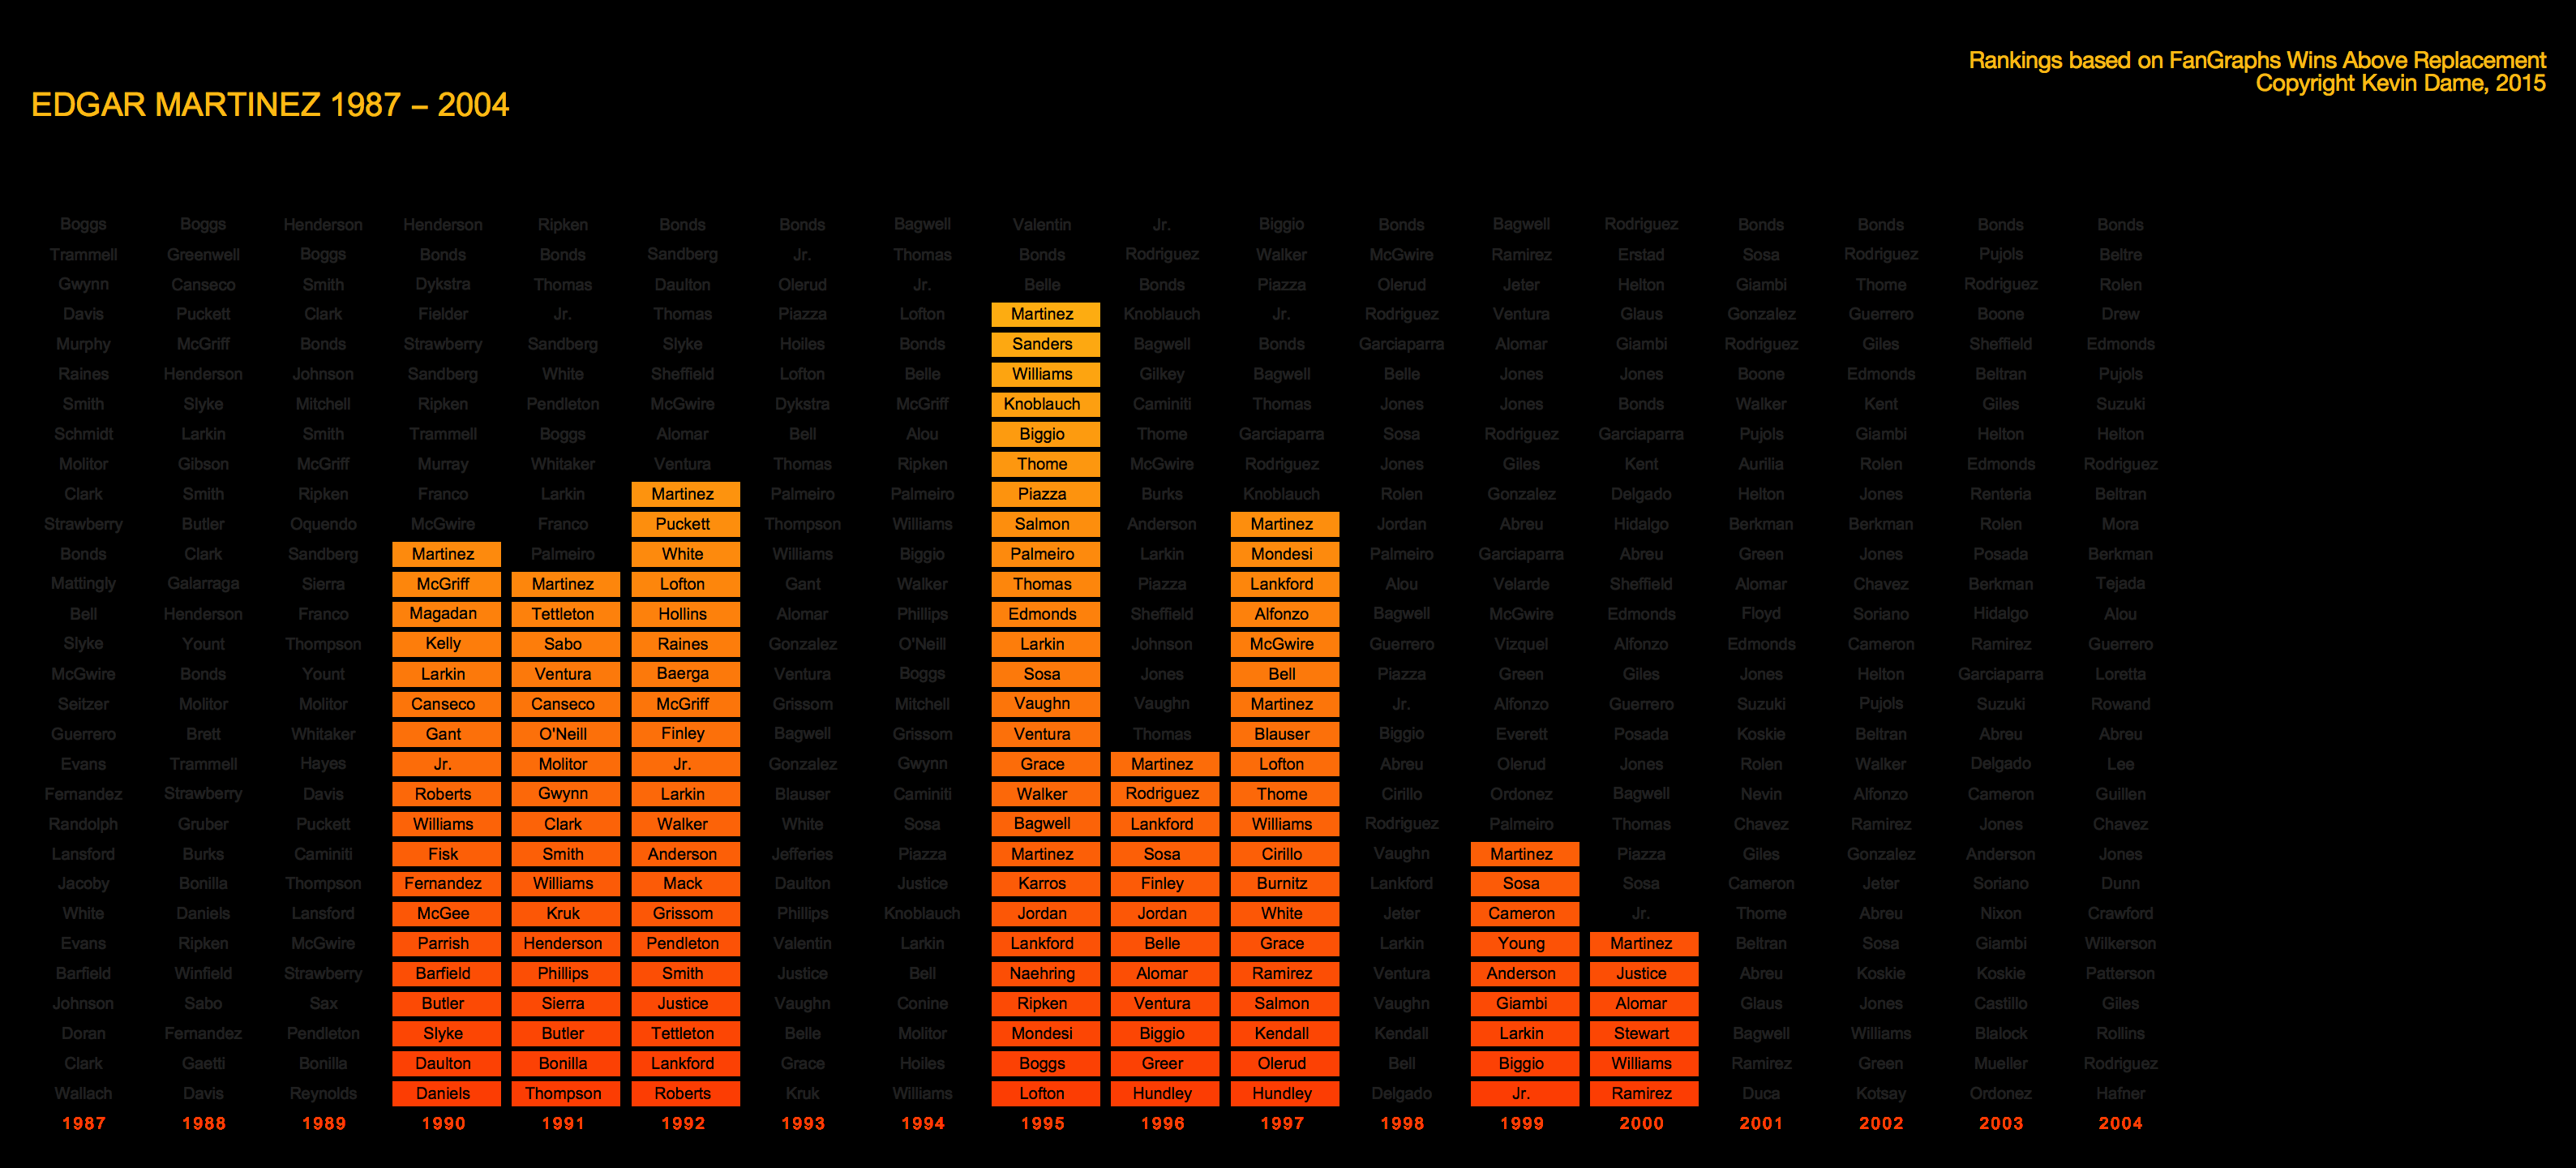 Rankings based on FanGraphs Wins Above Replacement
Copyright Kevin Dame, 2015
EDGAR MARTINEZ 1987 – 2004
Boggs Boggs Henderson Henderson Ripken Bonds Bonds Bagwell Valentin Jr. Biggio Bonds Bagwell Rodriguez Bonds Bonds Bonds Bonds
Trammell Greenwell Boggs Bonds Bonds Sandberg Jr. Thomas Bonds Rodriguez Walker McGwire Ramirez Erstad Sosa Rodriguez Pujols Beltre
Gwynn Canseco Smith Dykstra Thomas Daulton Olerud Jr. Belle Bonds Piazza Olerud Jeter Helton Giambi Thome Rodriguez Rolen
Davis Puckett Clark Fielder Jr. Thomas Piazza Lofton Martinez Knoblauch Jr. Rodriguez Ventura Glaus Gonzalez Guerrero Boone Drew
Murphy McGriff Bonds Strawberry Sandberg Slyke Hoiles Bonds Sanders Bagwell Bonds Garciaparra Alomar Giambi Rodriguez Giles Sheffield Edmonds
Raines Henderson Johnson Sandberg White Sheffield Lofton Belle Williams Gilkey Bagwell Belle Jones Jones Boone Edmonds Beltran Pujols
Smith Slyke Mitchell Ripken Pendleton McGwire Dykstra McGriff Knoblauch Caminiti Thomas Jones Jones Bonds Walker Kent Giles Suzuki
Schmidt Larkin Smith Trammell Boggs Alomar Bell Alou Biggio Thome Garciaparra Sosa Rodriguez Garciaparra Pujols Giambi Helton Helton
Molitor Gibson McGriff Murray Whitaker Ventura Thomas Ripken Thome McGwire Rodriguez Jones Giles Kent Aurilia Rolen Edmonds Rodriguez
Clark Smith Ripken Franco Larkin Martinez Palmeiro Palmeiro Piazza Burks Knoblauch Rolen Gonzalez Delgado Helton Jones Renteria Beltran
Strawberry Butler Oquendo McGwire Franco Puckett Thompson Williams Salmon Anderson Martinez Jordan Abreu Hidalgo Berkman Berkman Rolen Mora
Bonds Clark Sandberg Martinez Palmeiro White Williams Biggio Palmeiro Larkin Mondesi Palmeiro Garciaparra Abreu Green Jones Posada Berkman
Mattingly Galarraga Sierra McGriff Martinez Lofton Gant Walker Thomas Piazza Lankford Alou Velarde Sheffield Alomar Chavez Berkman Tejada
Bell Henderson Franco Magadan Tettleton Hollins Alomar Phillips Edmonds Sheffield Alfonzo Bagwell McGwire Edmonds Floyd Soriano Hidalgo Alou
Slyke Yount Thompson Kelly Sabo Raines Gonzalez O'Neill Larkin Johnson McGwire Guerrero Vizquel Alfonzo Edmonds Cameron Ramirez Guerrero
McGwire Bonds Yount Larkin Ventura Baerga Ventura Boggs Sosa Jones Bell Piazza Green Giles Jones Helton Garciaparra Loretta
Seitzer Molitor Molitor Canseco Canseco McGriff Grissom Mitchell Vaughn Vaughn Martinez Jr. Alfonzo Guerrero Suzuki Pujols Suzuki Rowand
Guerrero Brett Whitaker Gant O'Neill Finley Bagwell Grissom Ventura Thomas Blauser Biggio Everett Posada Koskie Beltran Abreu Abreu
Evans Trammell Hayes Jr. Molitor Jr. Gonzalez Gwynn Grace Martinez Lofton Abreu Olerud Jones Rolen Walker Delgado Lee
Fernandez Strawberry Davis Roberts Gwynn Larkin Blauser Caminiti Walker Rodriguez Thome Cirillo Ordonez Bagwell Nevin Alfonzo Cameron Guillen
Randolph Gruber Puckett Williams Clark Walker White Sosa Bagwell Lankford Williams Rodriguez Palmeiro Thomas Chavez Ramirez Jones Chavez
Lansford Burks Caminiti Fisk Smith Anderson Jefferies Piazza Martinez Sosa Cirillo Vaughn Martinez Piazza Giles Gonzalez Anderson Jones
Jacoby Bonilla Thompson Fernandez Williams Mack Daulton Justice Karros Finley Burnitz Lankford Sosa Sosa Cameron Jeter Soriano Dunn
White Daniels Lansford McGee Kruk Grissom Phillips Knoblauch Jordan Jordan White Jeter Cameron Jr. Thome Abreu Nixon Crawford
Evans Ripken McGwire Parrish Henderson Pendleton Valentin Larkin Lankford Belle Grace Larkin Young Martinez Beltran Sosa Giambi Wilkerson
Barfield Winfield Strawberry Barfield Phillips Smith Justice Bell Naehring Alomar Ramirez Ventura Anderson Justice Abreu Koskie Koskie Patterson
Johnson Sabo Sax Butler Sierra Justice Vaughn Conine Ripken Ventura Salmon Vaughn Giambi Alomar Glaus Jones Castillo Giles
Doran Fernandez Pendleton Slyke Butler Tettleton Belle Molitor Mondesi Biggio Kendall Kendall Larkin Stewart Bagwell Williams Blalock Rollins
Clark Gaetti Bonilla Daulton Bonilla Lankford Grace Hoiles Boggs Greer Olerud Bell Biggio Williams Ramirez Green Mueller Rodriguez
Wallach Davis Reynolds Daniels Thompson Roberts Kruk Williams Lofton Hundley Hundley Delgado Jr. Ramirez Duca Kotsay Ordonez Hafner
1987 1988 1989 1990 1991 1992 1993 1994 1995 1996 1997 1998 1999 2000 2001 2002 2003 2004